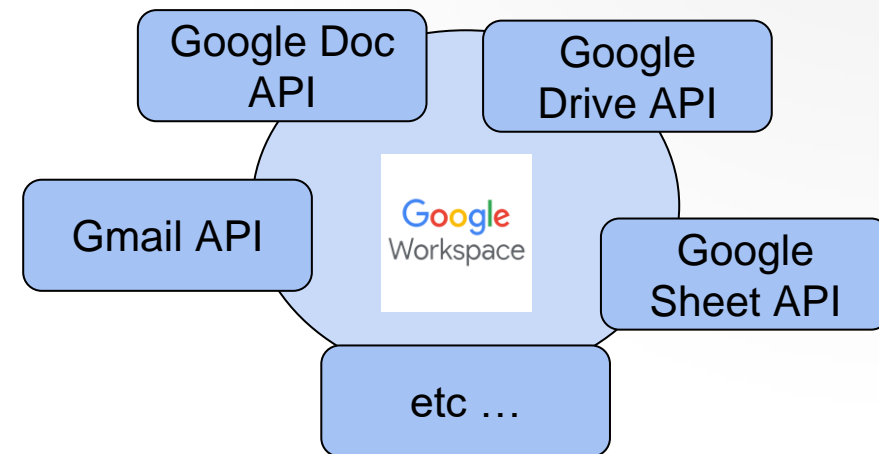 Google Doc
API
Google
Drive API
Gmail API
Google
Workspace
Google
Sheet API
etc ...